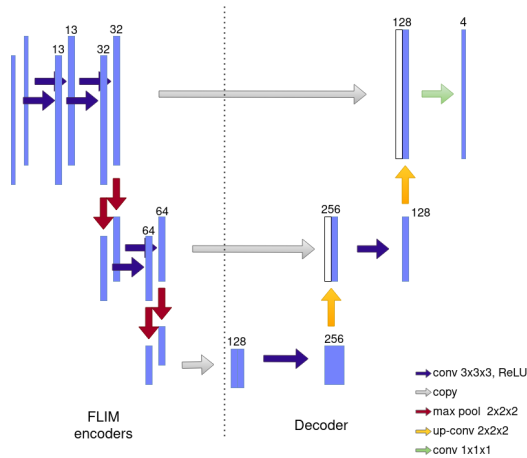 13
32
128
4
13
32
64
64
256
128
128
256
conv 3x3x3, ReLU
copy
max pool 2x2x2
up-conv 2x2x2
conv 1x1x1
FLIM
encoders
Decoder